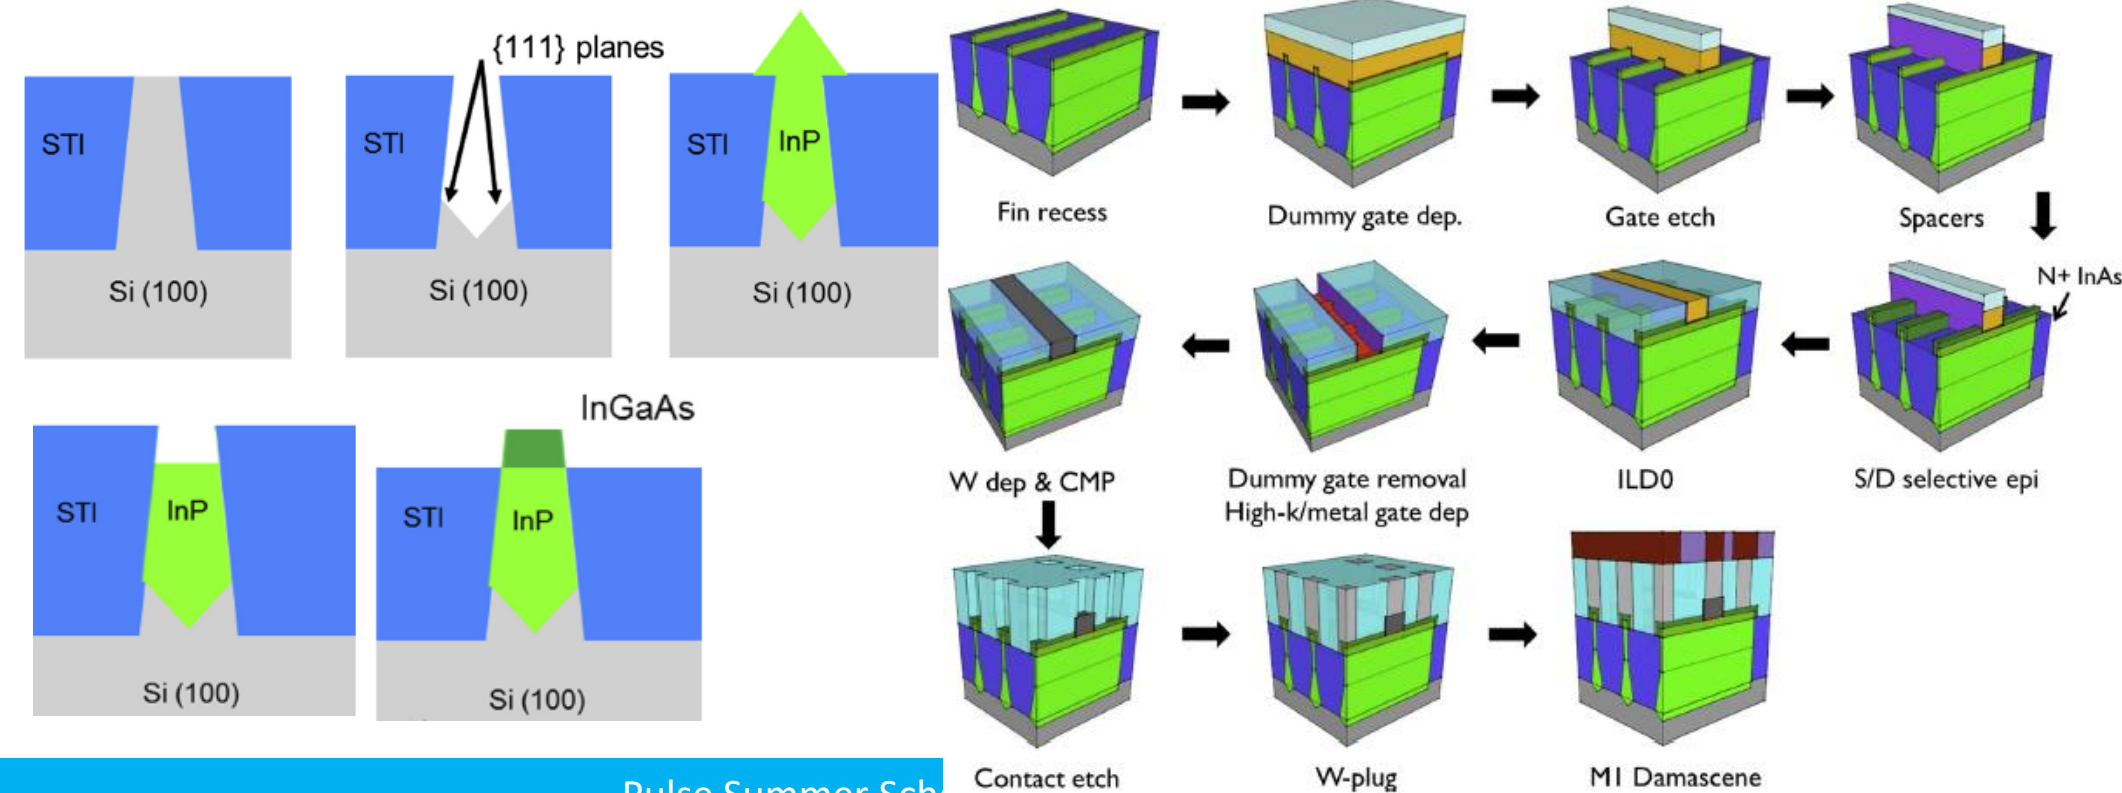 {111} planes
STI
Si (100)
STI
Si (100)
STI
InP
Si (100)
InGaAs
STI
InP
Si (100)
STI
InP
Si (100)
Pulse Summer
Fin recess
Dummy gate dep.
Gate etch
Spacers
N+ InAs
W dep & CMP
Dummy gate removal
High-k/metal gate dep
ILD0
S/D selective epi
Contact etch
W-plug
M1 Damascene